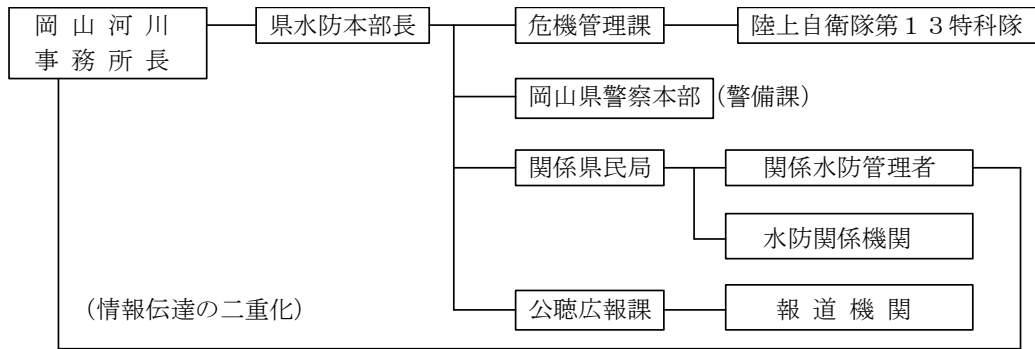 岡 山 河 川
事 務 所 長
県水防本部長
危機管理課
陸上自衛隊第１３特科隊
岡山県警察本部 (警備課)
関係県民局
関係水防管理者
水防関係機関
(情報伝達の二重化)
公聴広報課
報 道 機 関